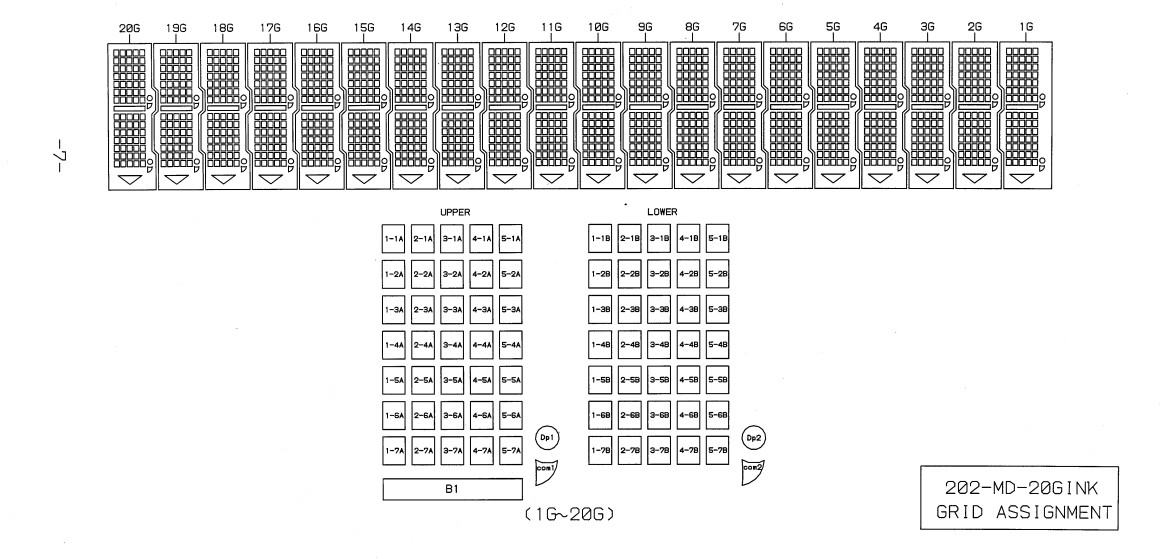 20G 19G 18G 17G 16G 15G 14G 13G 12G 11G 10G 9G 8G 7G 6G 5G 4G 3G 2G 1G
-7-
UPPER LOWER
1-1A 2-1A 3-1A 4-1A 5-1A 1-1B 2-1B 3-1B 4-1B 5-1B
1-2A 2-2A 3-2A 4-2A 5-2A 1-2B 2-2B 3-2B 4-2B 5-2B
1-3A 2-3A 3-3A 4-3A 5-3A 1-3B 2-3B 3-3B 4-3B 5-3B
1-4A 2-4A 3-4A 4-4A 5-4A 1-4B 2-4B 3-4B 4-4B 5-4B
1-5A 2-5A 3-5A 4-5A 5-5A 1-5B 2-5B 3-5B 4-5B 5-5B
1-6A 2-6A 3-6A 4-6A 5-6A 1-6B 2-6B 3-6B 4-6B 5-6B
Dp1 Dp2
1-7A 2-7A 3-7A 4-7A 5-7A 1-7B 2-7B 3-7B 4-7B 5-7B
com1 com2
B1
(1G~20G)
202-MD-20GINK
GRID ASSIGNMENT